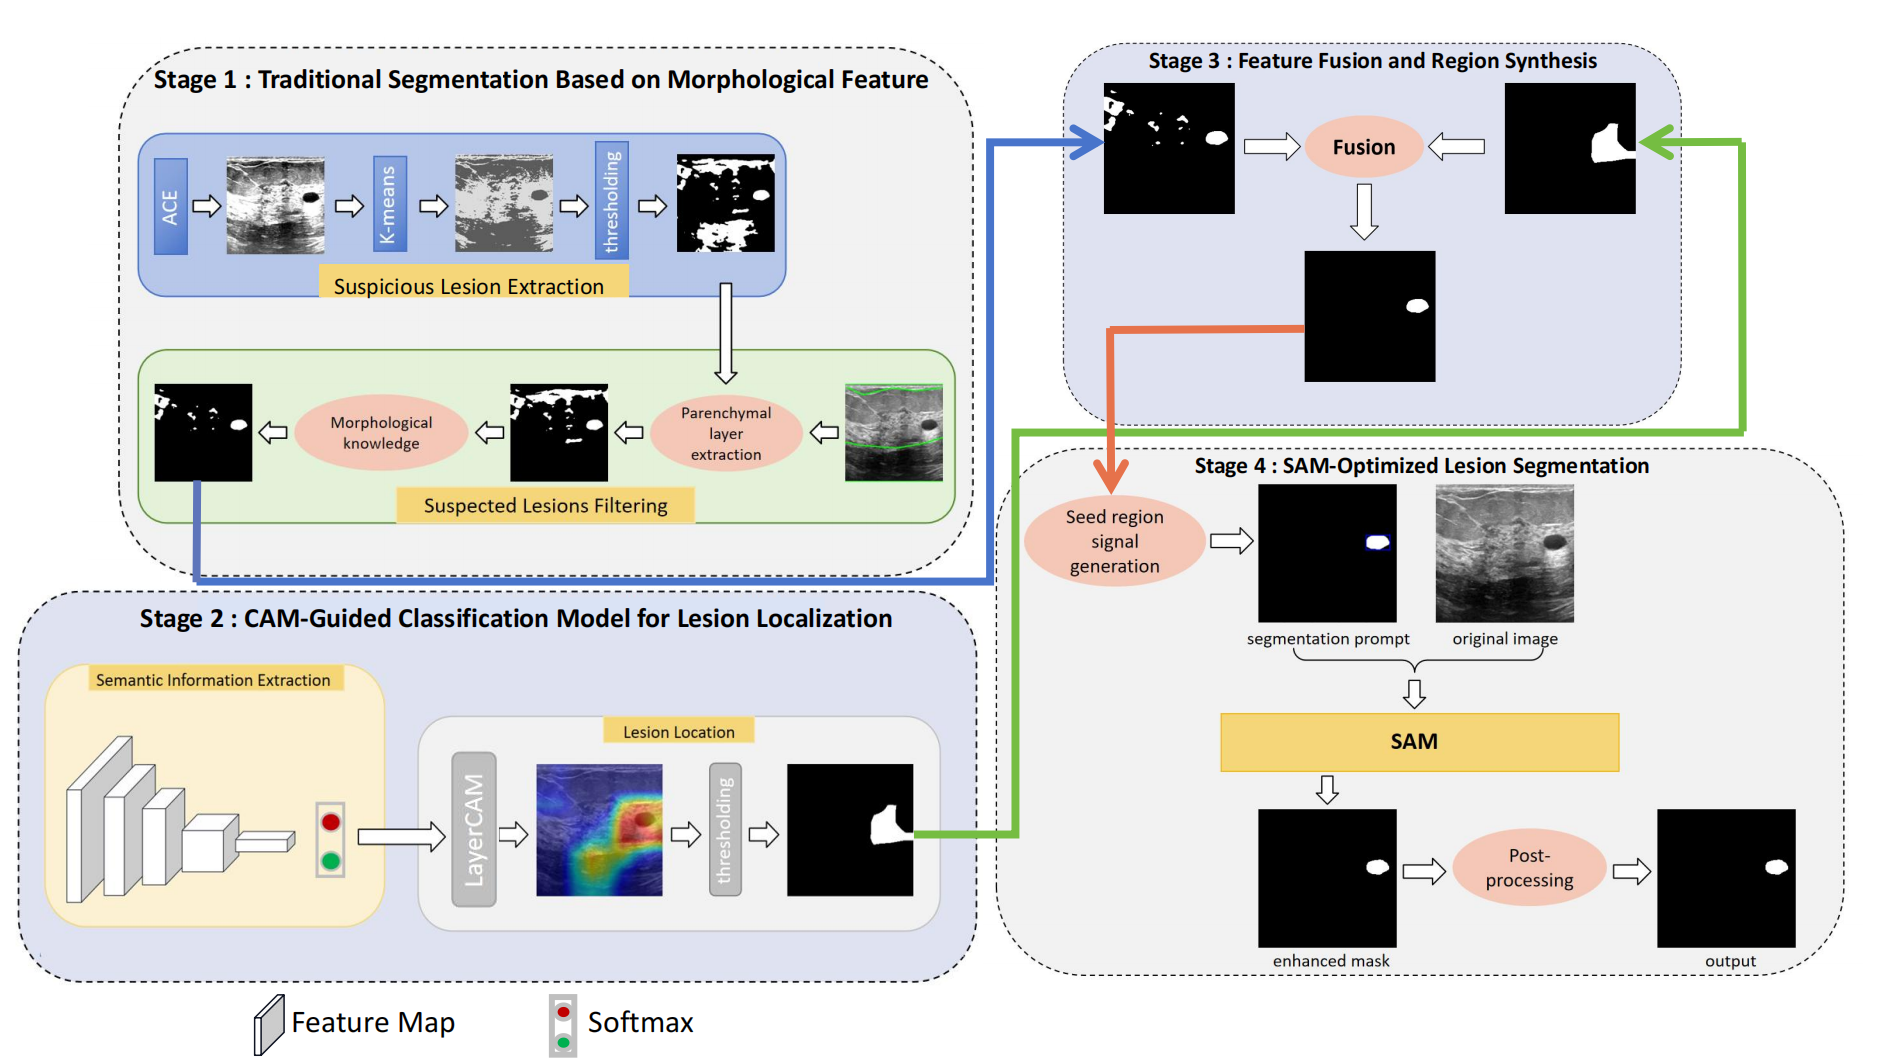 Stage 1 : Traditional Segmentation Based on Morphological Feature
ACE
K-means
thresholding
Suspicious Lesion Extraction
Morphological
knowledge
Parenchymal
layer
extraction
Suspected Lesions Filtering
Stage 2 : CAM-Guided Classification Model for Lesion Localization
Semantic Information Extraction
Lesion Location
LayerCAM
thresholding
Feature Map
Softmax
Stage 3 : Feature Fusion and Region Synthesis
Fusion
Stage 4 : SAM-Optimized Lesion Segmentation
Seed region
signal
generation
segmentation prompt
original image
SAM
Post-
processing
enhanced mask
output